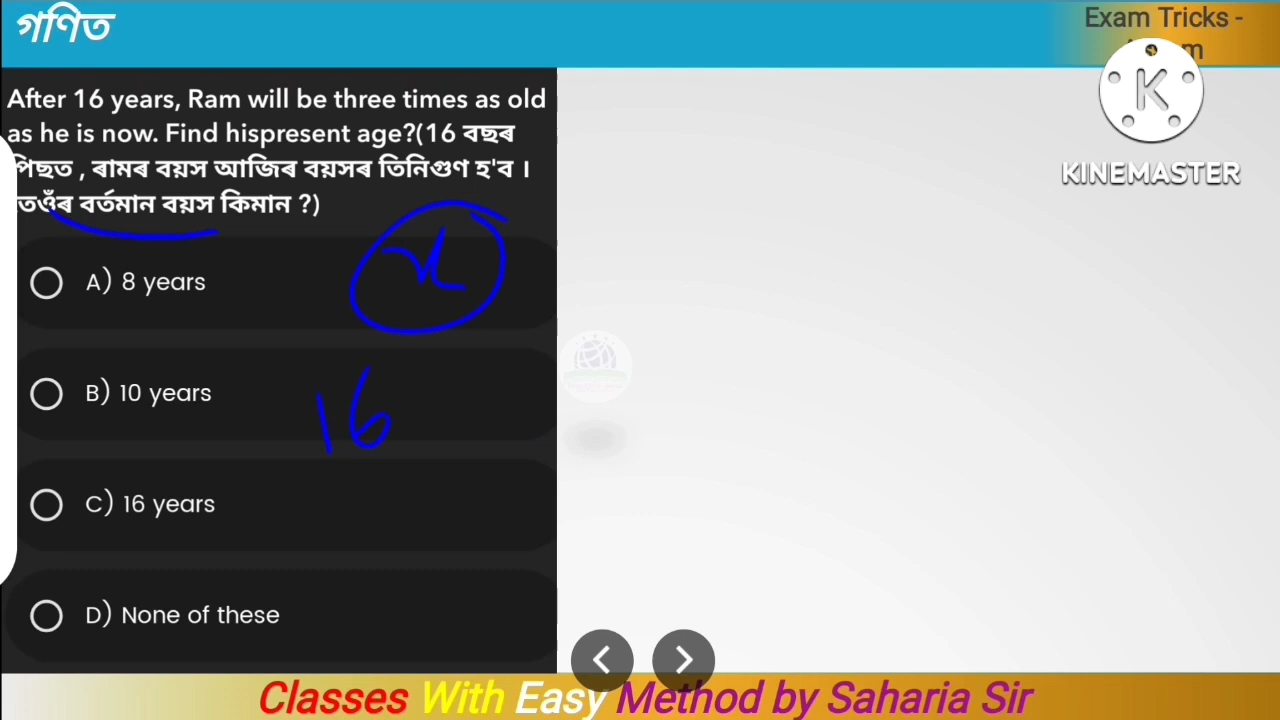 গণিত
Exam Tricks -
KINEMASTER
After 16 years, Ram will be three times as old
as he is now. Find hispresent age?(16 বছৰ
পিছত , ৰামৰ বয়স আজিৰ বয়সৰ তিনিগুণ হ'ব ।
তেওঁৰ বৰ্তমান বয়স কিমান ?)
x
A) 8 years
B) 10 years
16
C) 16 years
D) None of these
Classes With Easy Method by Saharia Sir